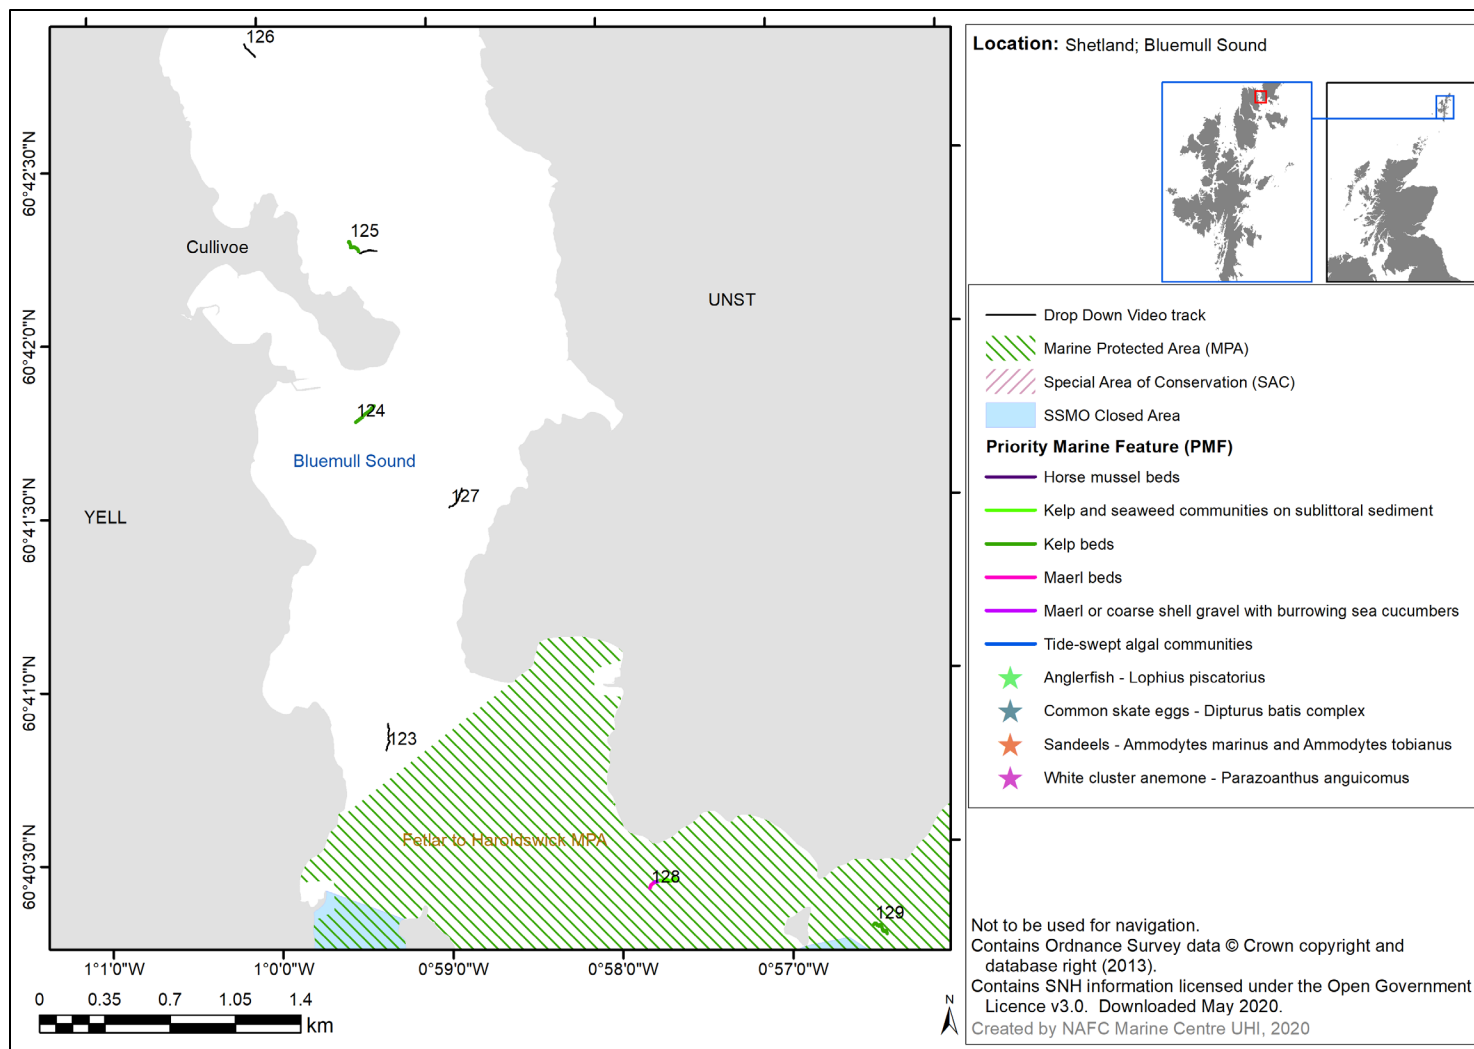 126
125
Cullivoe
UNST
124
Bluemull Sound
127
YELL
123
Fetlar to Haroldswick MPA
128
129
60°42'30"N
60°42'0"N
60°41'30"N
60°41'0"N
60°40'30"N
1°1'0"W
1°0'0"W
0°59'0"W
0°58'0"W
0°57'0"W
0 0.35 0.7 1.05 1.4
km
N
Location: Shetland; Bluemull Sound
Drop Down Video track
Marine Protected Area (MPA)
Special Area of Conservation (SAC)
SSMO Closed Area
Priority Marine Feature (PMF)
Horse mussel beds
Kelp and seaweed communities on sublittoral sediment
Kelp beds
Maerl beds
Maerl or coarse shell gravel with burrowing sea cucumbers
Tide-swept algal communities
Anglerfish - Lophius piscatorius
Common skate eggs - Dipturus batis complex
Sandeels - Ammodytes marinus and Ammodytes tobianus
White cluster anemone - Parazoanthus anguicomus
Not to be used for navigation.
Contains Ordnance Survey data © Crown copyright and
database right (2013).
Contains SNH information licensed under the Open Government
Licence v3.0. Downloaded May 2020.
Created by NAFC Marine Centre UHI, 2020